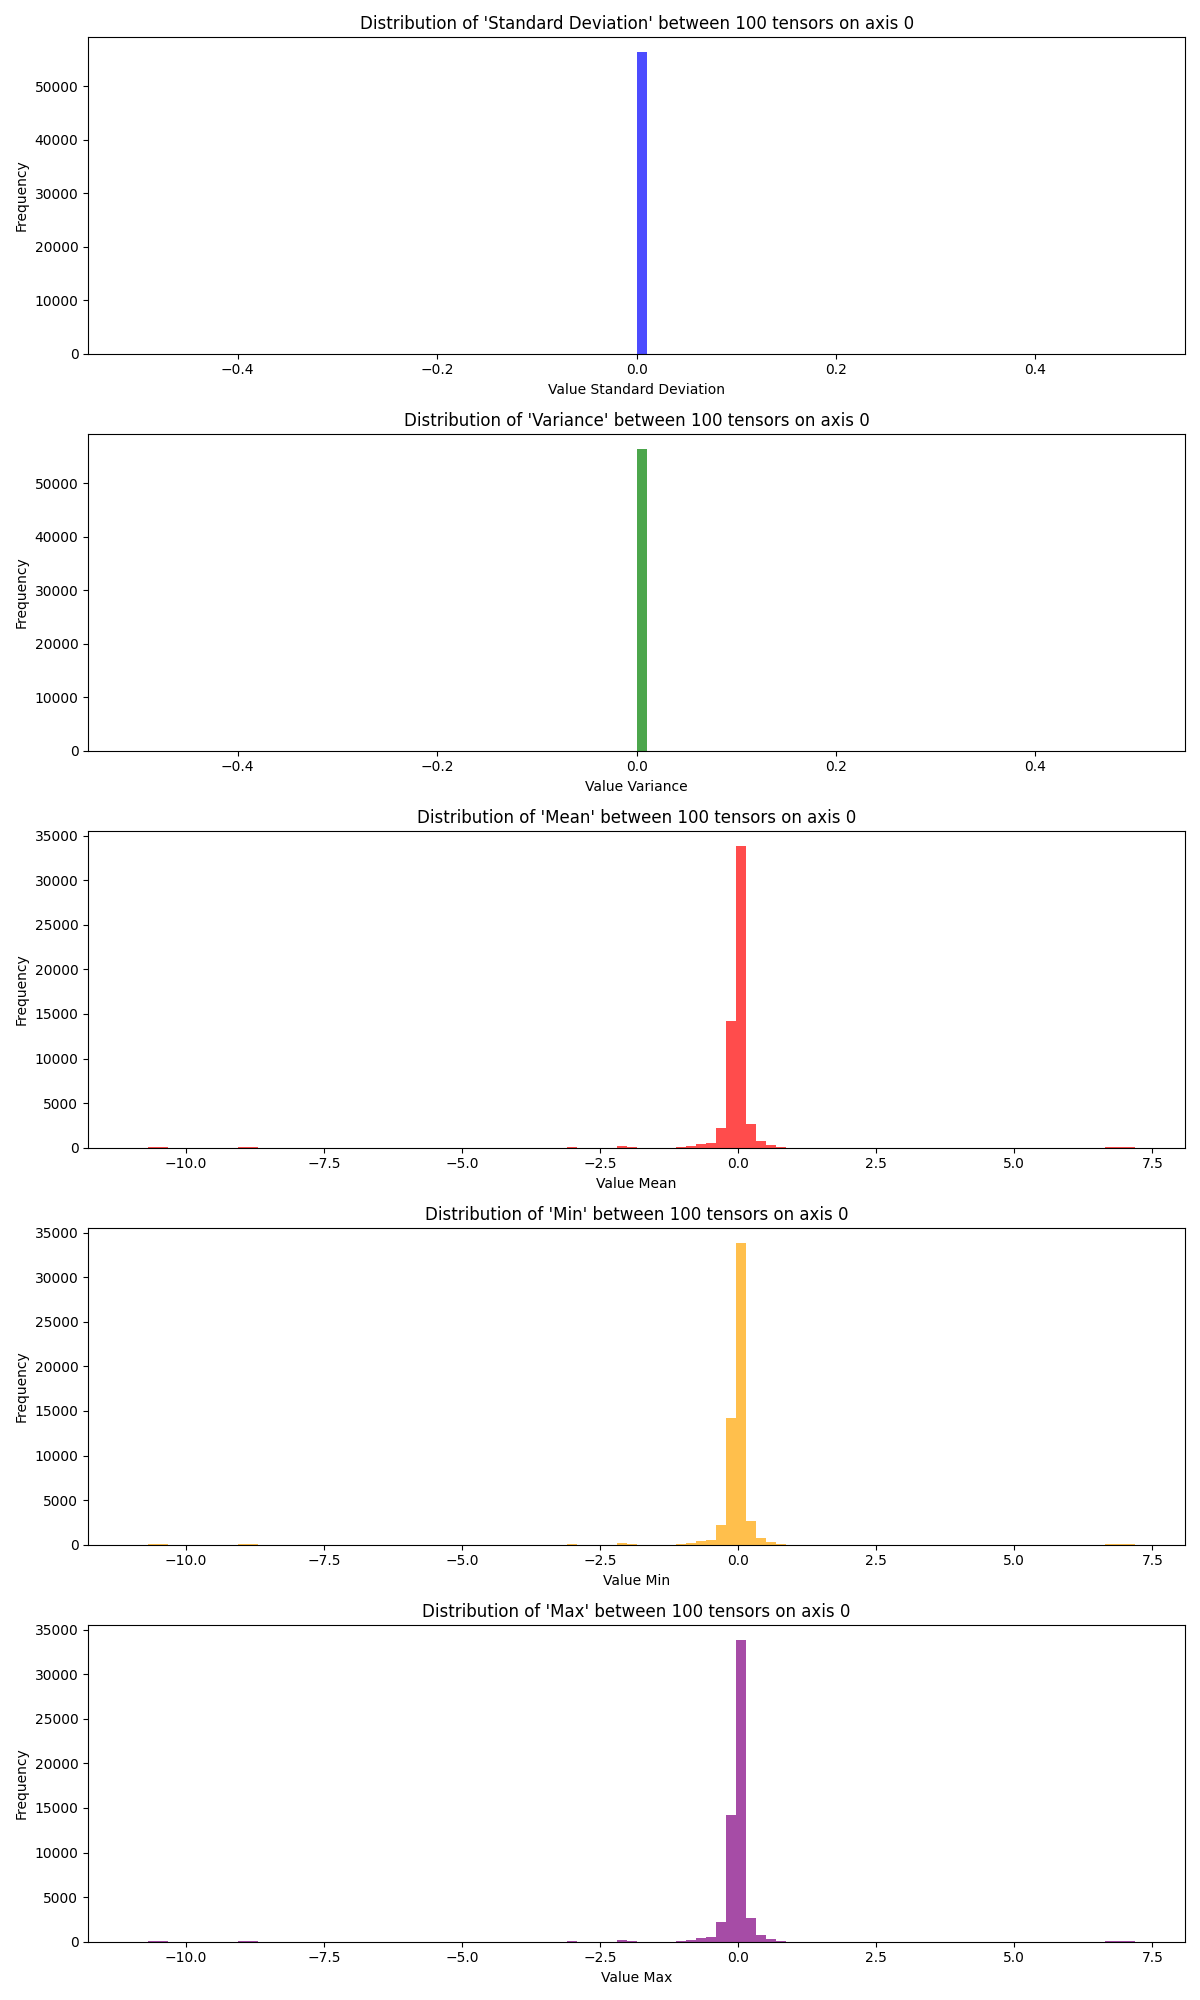 Distribution of 'Standard Deviation' between 100 tensors on axis 0
Frequency
50000
40000
30000
20000
10000
0
−0.4 −0.2 0.0 0.2 0.4
Value Standard Deviation
Distribution of 'Variance' between 100 tensors on axis 0
Frequency
50000
40000
30000
20000
10000
0
−0.4 −0.2 0.0 0.2 0.4
Value Variance
Distribution of 'Mean' between 100 tensors on axis 0
Frequency
35000
30000
25000
20000
15000
10000
5000
0
−10.0 −7.5 −5.0 −2.5 0.0 2.5 5.0 7.5
Value Mean
Distribution of 'Min' between 100 tensors on axis 0
Frequency
35000
30000
25000
20000
15000
10000
5000
0
−10.0 −7.5 −5.0 −2.5 0.0 2.5 5.0 7.5
Value Min
Distribution of 'Max' between 100 tensors on axis 0
Frequency
35000
30000
25000
20000
15000
10000
5000
0
−10.0 −7.5 −5.0 −2.5 0.0 2.5 5.0 7.5
Value Max